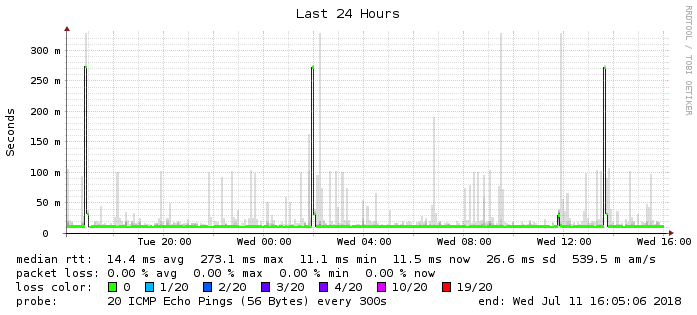 Last 24 Hours
RRDTOOL / TOBI OETIKER
Seconds
300 m
250 m
200 m
150 m
100 m
50 m
0
Tue 20:00 Wed 00:00 Wed 04:00 Wed 08:00 Wed 12:00 Wed 16:00
median rtt: 14.4 ms avg 273.1 ms max 11.1 ms min 11.5 ms now 26.6 ms sd 539.5 m am/s
packet loss: 0.00 % avg 0.00 % max 0.00 % min 0.00 % now
loss color: 0 1/20 2/20 3/20 4/20 10/20 19/20
probe: 20 ICMP Echo Pings (56 Bytes) every 300s end: Wed Jul 11 16:05:06 2018